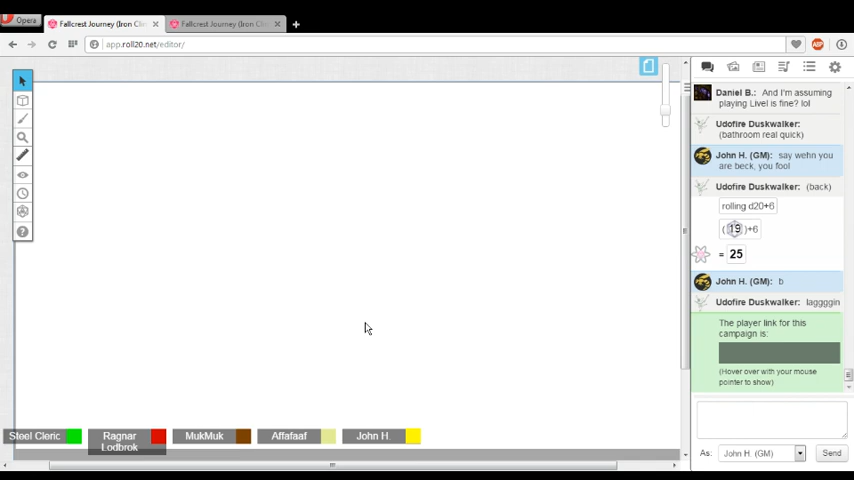 Opera
Fallcrest Journey (Iron Cli
Fallcrest Journey (Iron Clim
app.roll20.net/editor/
ABP
Daniel B.: And I'm assuming
playing Livel is fine? lol
Udofire Duskwalker:
(bathroom real quick)
John H. (GM): say wehn you
are beck, you fool
Udofire Duskwalker: (back)
rolling d20+6
(19)+6
= 25
John H. (GM): b
Udofire Duskwalker: laggggin
The player link for this
campaign is:
(Hover over with your mouse
pointer to show)
Steel Cleric
Ragnar
Lodbrok
MukMuk
Affafaaf
John H.
As: John H. (GM) Send